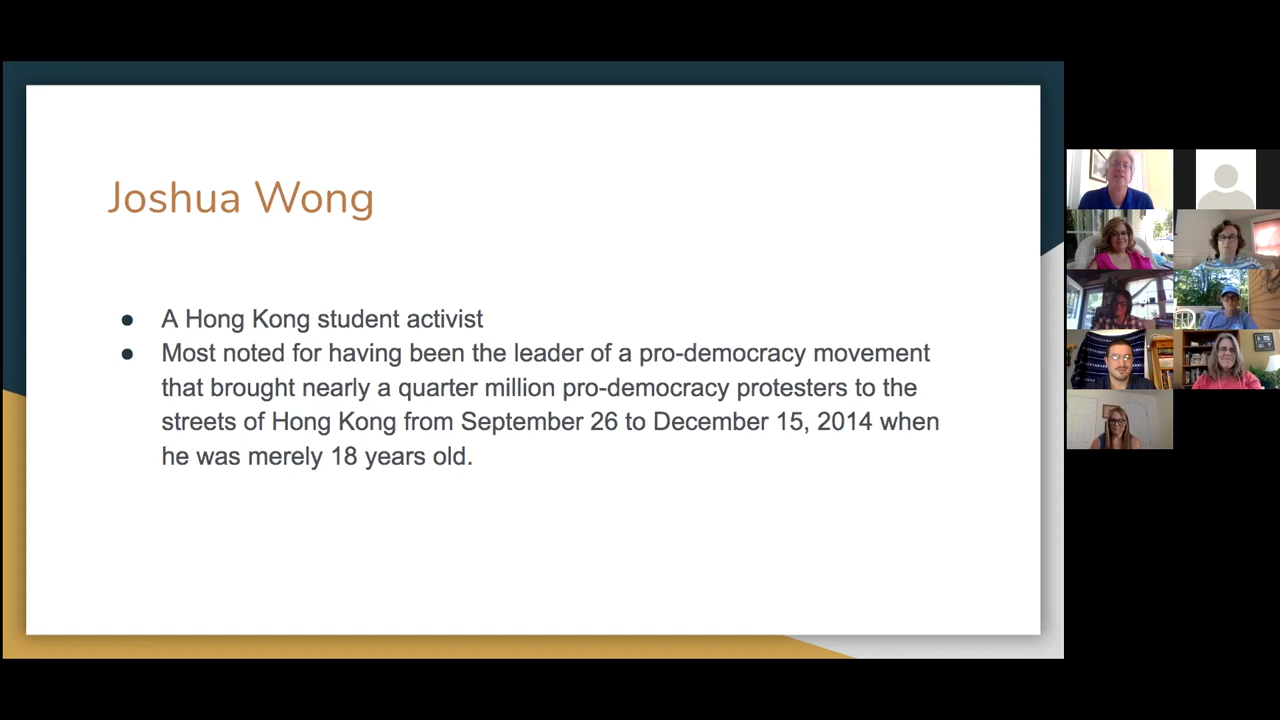 Joshua Wong
● A Hong Kong student activist
● Most noted for having been the leader of a pro-democracy movement
that brought nearly a quarter million pro-democracy protesters to the
streets of Hong Kong from September 26 to December 15, 2014 when
he was merely 18 years old.